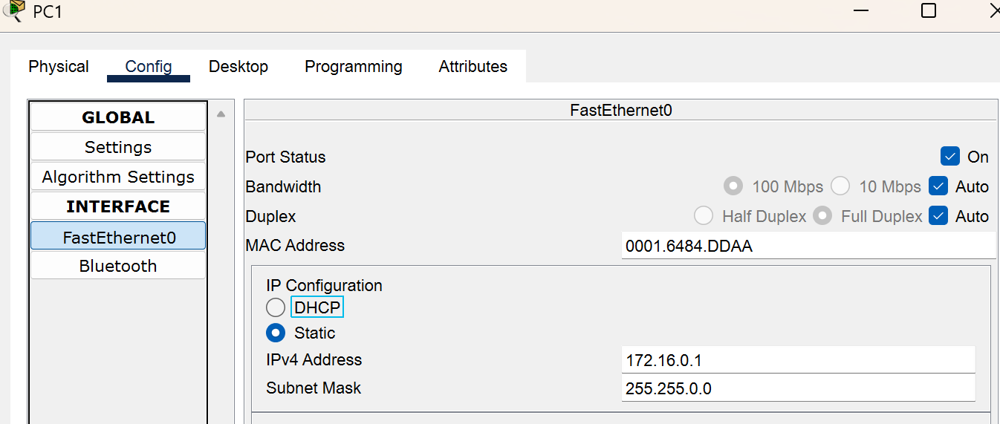 PC1
Physical Config Desktop Programming Attributes
GLOBAL
Settings
Algorithm Settings
INTERFACE
FastEthernet0
Bluetooth
FastEthernet0
Port Status On
Bandwidth 100 Mbps 10 Mbps Auto
Duplex Half Duplex Full Duplex Auto
MAC Address 0001.6484.DDAA
IP Configuration
DHCP
Static
IPv4 Address 172.16.0.1
Subnet Mask 255.255.0.0